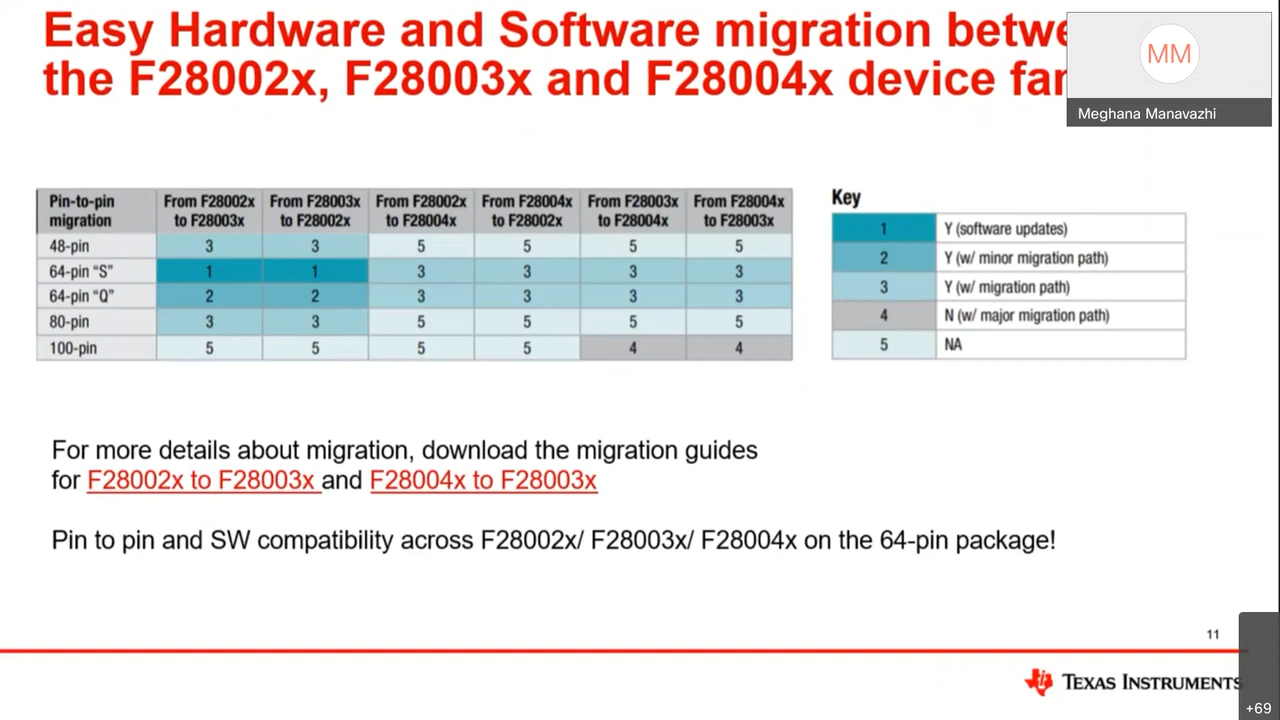 Easy Hardware and Software migration betwe
the F28002x, F28003x and F28004x device fa
MM
Meghana Manavazhi
Pin-to-pin migration From F28002x to F28003x From F28003x to F28002x From F28002x to F28004x From F28004x to F28002x From F28003x to F28004x From F28004x to F28003x
48-pin 3 3 5 5 5 5
64-pin “S” 1 1 3 3 3 3
64-pin “Q” 2 2 3 3 3 3
80-pin 3 3 5 5 5 5
100-pin 5 5 5 5 4 4
Key
1 Y (software updates)
2 Y (w/ minor migration path)
3 Y (w/ migration path)
4 N (w/ major migration path)
5 NA
For more details about migration, download the migration guides
for F28002x to F28003x and F28004x to F28003x
Pin to pin and SW compatibility across F28002x/ F28003x/ F28004x on the 64-pin package!
11
TEXAS INSTRUMENTS
+69